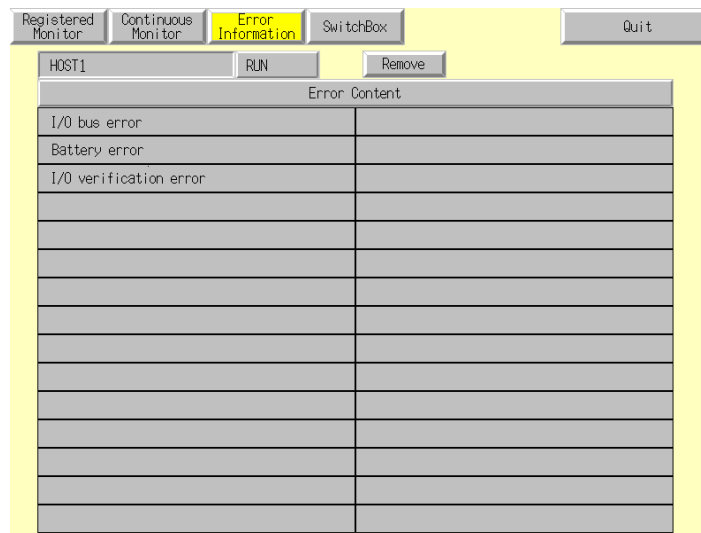 Registered
Monitor
Continuous
Monitor
Error
Information
SwitchBox
Quit
HOST1
RUN
Remove
Error Content
I/O bus error
Battery error
I/O verification error